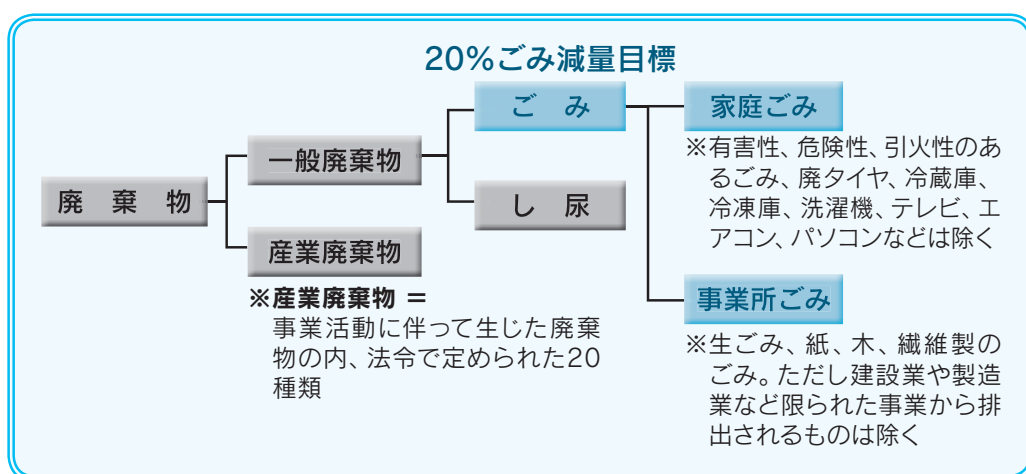 20%ごみ減量目標
廃棄物
一般廃棄物
産業廃棄物
※産業廃棄物 =
事業活動に伴って生じた廃棄
物の内、法令で定められた20
種類
ごみ
し尿
家庭ごみ
※有害性、危険性、引火性のあ
るごみ、廃タイヤ、冷蔵庫、
冷凍庫、洗濯機、テレビ、エ
アコン、パソコンなどは除く
事業所ごみ
※生ごみ、紙、木、繊維製の
ごみ。ただし建設業や製造
業など限られた事業から排
出されるものは除く